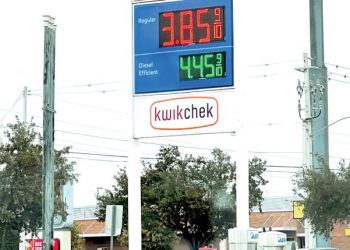 Regular 3.85 9/10
Diesel
Efficient 4.45 9/10
kwikchek